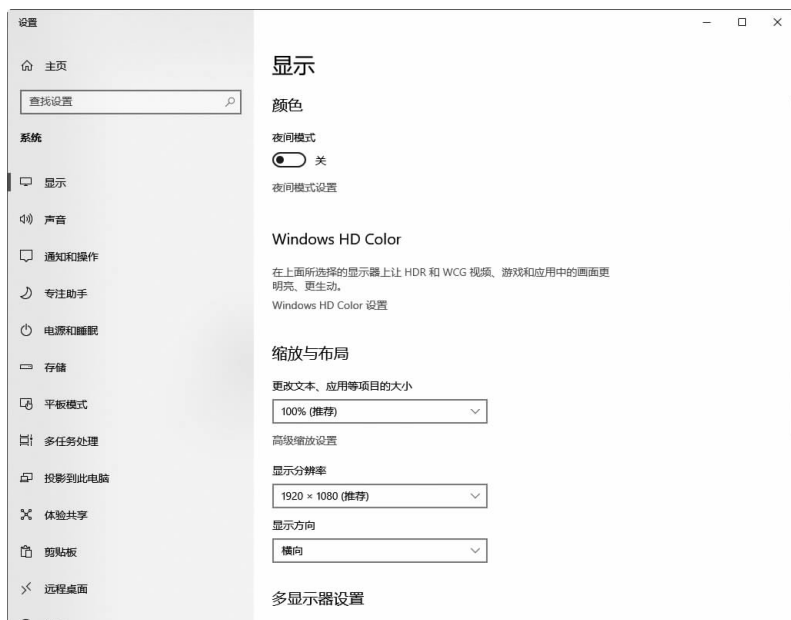 设置
主页
查找设置
系统
显示
声音
通知和操作
专注助手
电源和睡眠
存储
平板模式
多任务处理
投影到此电脑
体验共享
剪贴板
远程桌面
显示
颜色
夜间模式
关
夜间模式设置
Windows HD Color
在上面所选择的显示器上让 HDR 和 WCG 视频、游戏和应用中的画面更
明亮、更生动。
Windows HD Color 设置
缩放与布局
更改文本、应用等项目的大小
100% (推荐)
高级缩放设置
显示分辨率
1920 × 1080 (推荐)
显示方向
横向
多显示器设置